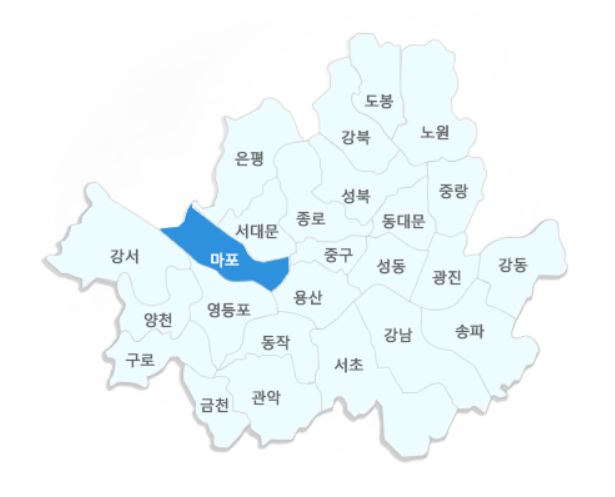 도봉
강북
노원
은평
중랑
성북
종로
동대문
서대문
마포
중구
강서
성동
광진
강동
용산
영등포
양천
송파
강남
동작
구로
서초
관악
금천